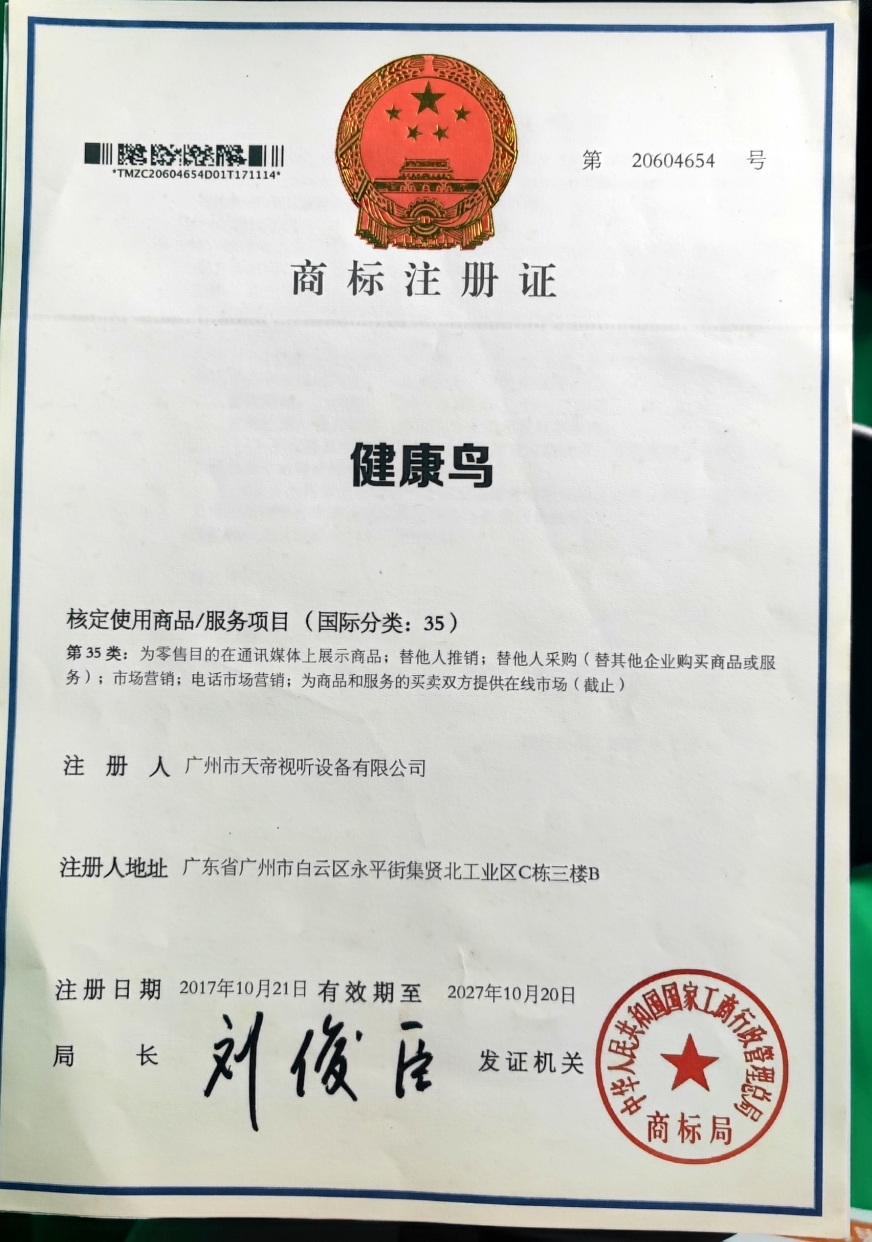 *TMZC20604654D01T171114*
第 20604654 号
商标注册证
健康鸟
核定使用商品/服务项目（国际分类：35）
第 35 类：为零售目的在通讯媒体上展示商品；替他人推销；替他人采购（替其他企业购买商品或服
务）；市场营销；电话市场营销；为商品和服务的买卖双方提供在线市场（截止）
注册人 广州市天帝视听设备有限公司
注册人地址 广东省广州市白云区永平街集贤北工业区C栋三楼B
注册日期 2017年10月21日 有效期至 2027年10月20日
局长 刘俊臣 发证机关
中华人民共和国国家工商行政管理总局
商标局